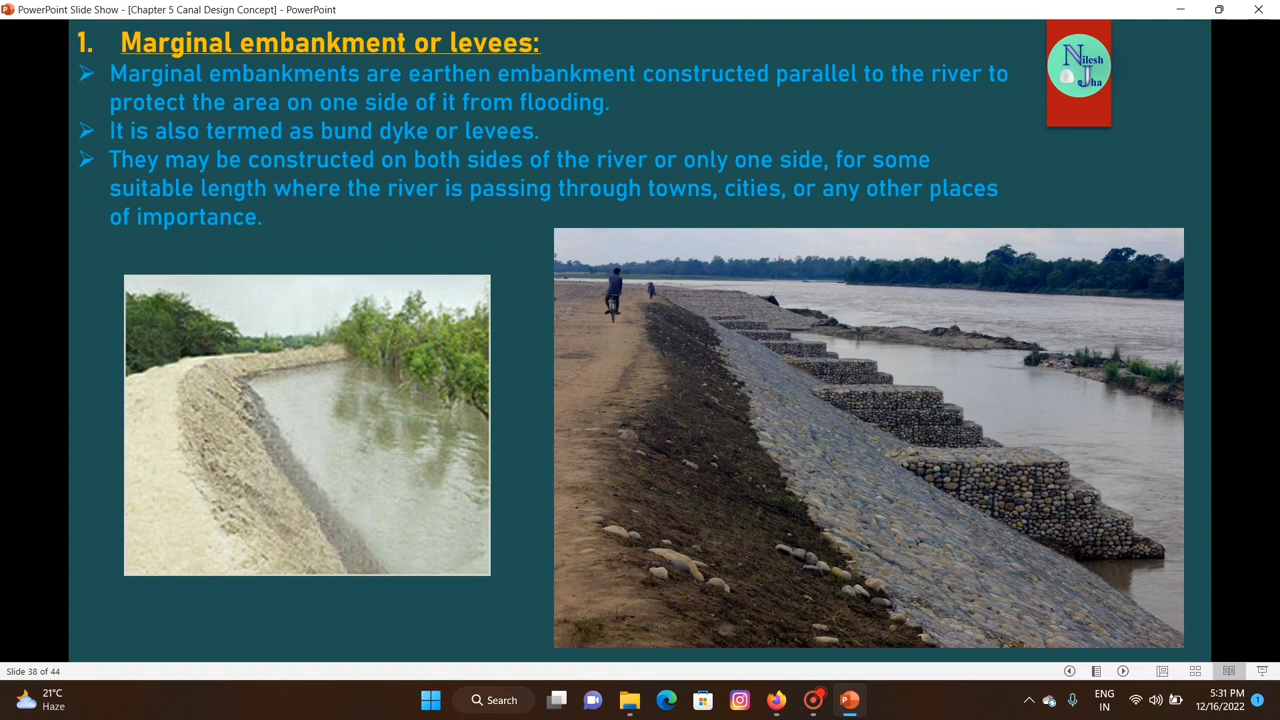 PowerPoint Slide Show - [Chapter 5 Canal Design Concept] - PowerPoint
1. Marginal embankment or levees:
Marginal embankments are earthen embankment constructed parallel to the river to
protect the area on one side of it from flooding.
It is also termed as bund dyke or levees.
They may be constructed on both sides of the river or only one side, for some
suitable length where the river is passing through towns, cities, or any other places
of importance.
Nilesh
Jha
Slide 38 of 44
21°C
Haze
Search
ENG
IN
5:31 PM
12/16/2022
1